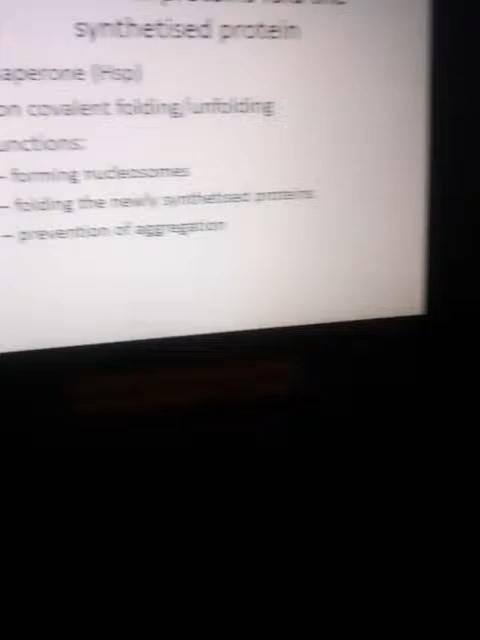 synthetised protein
aperone (Hsp)
on covalent folding/unfolding
unctions:
– forming nucleosomes
– folding the newly synthetised proteins
– prevention of aggregation